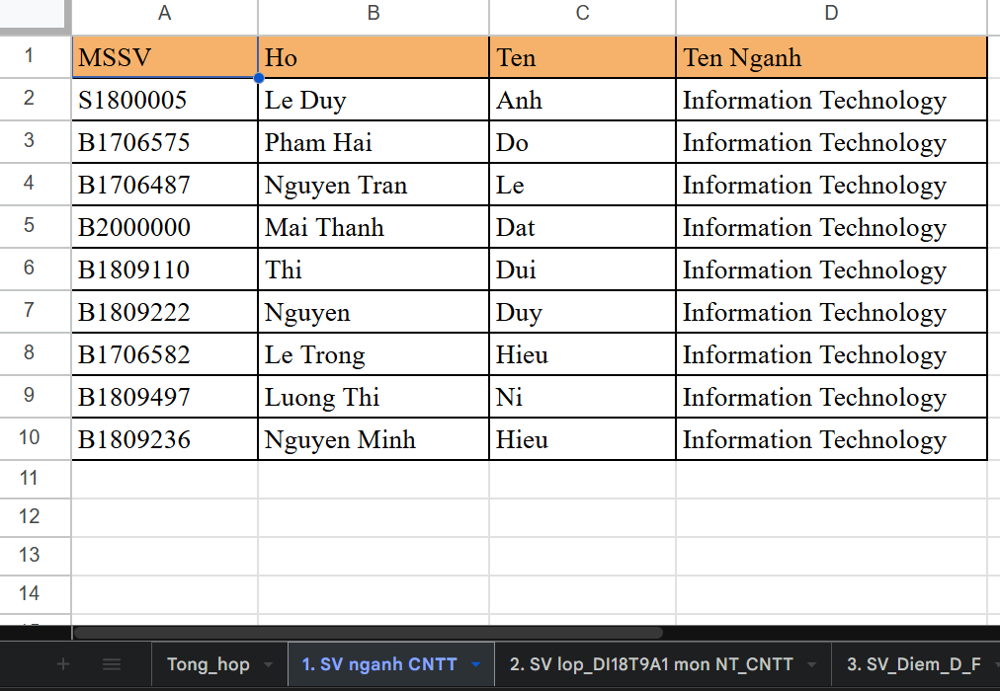 A B C D
1 MSSV Ho Ten Ten Nganh
2 S1800005 Le Duy Anh Information Technology
3 B1706575 Pham Hai Do Information Technology
4 B1706487 Nguyen Tran Le Information Technology
5 B2000000 Mai Thanh Dat Information Technology
6 B1809110 Thi Dui Information Technology
7 B1809222 Nguyen Duy Information Technology
8 B1706582 Le Trong Hieu Information Technology
9 B1809497 Luong Thi Ni Information Technology
10 B1809236 Nguyen Minh Hieu Information Technology
11
12
13
14
Tong_hop 1. SV nganh CNTT 2. SV lop_DI18T9A1 mon NT_CNTT 3. SV_Diem_D_F